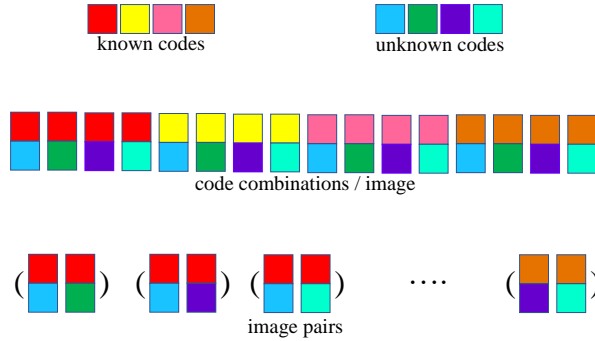 known codes
unknown codes
code combinations / image
( ) ( ) ( ) .... ( )
image pairs